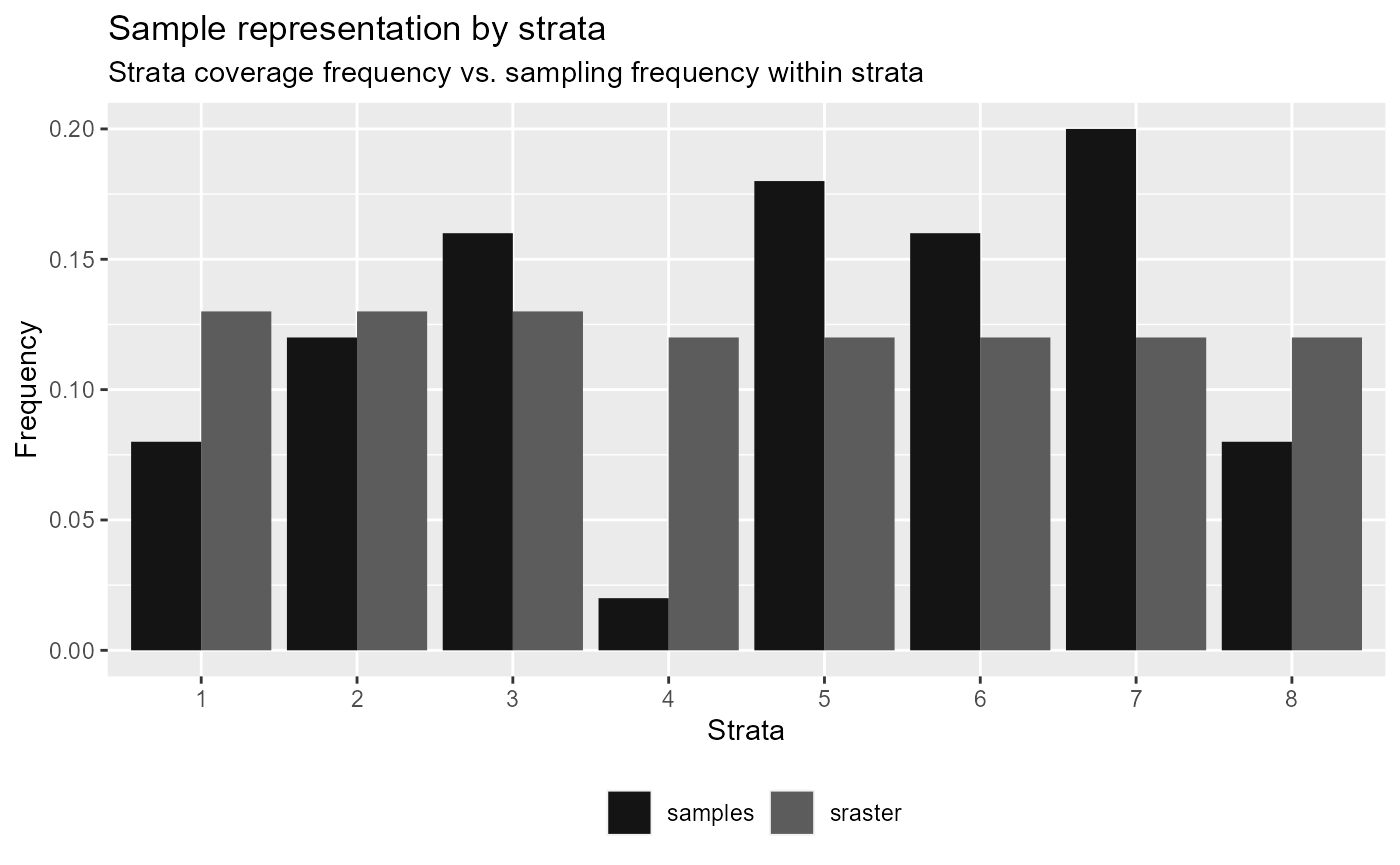 Sample representation by strata
Strata coverage frequency vs. sampling frequency within strata
0.20
0.15
0.10
0.05
0.00
Frequency
1 2 3 4 5 6 7 8
Strata
samples sraster